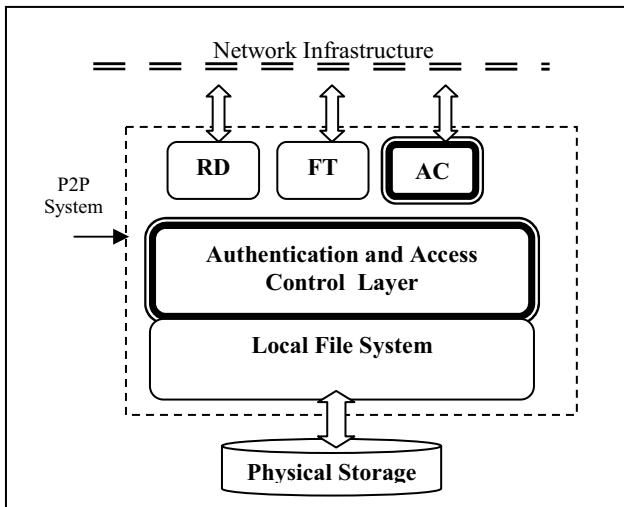 Network Infrastructure
RD
FT
AC
P2P
System
Authentication and Access
Control Layer
Local File System
Physical Storage